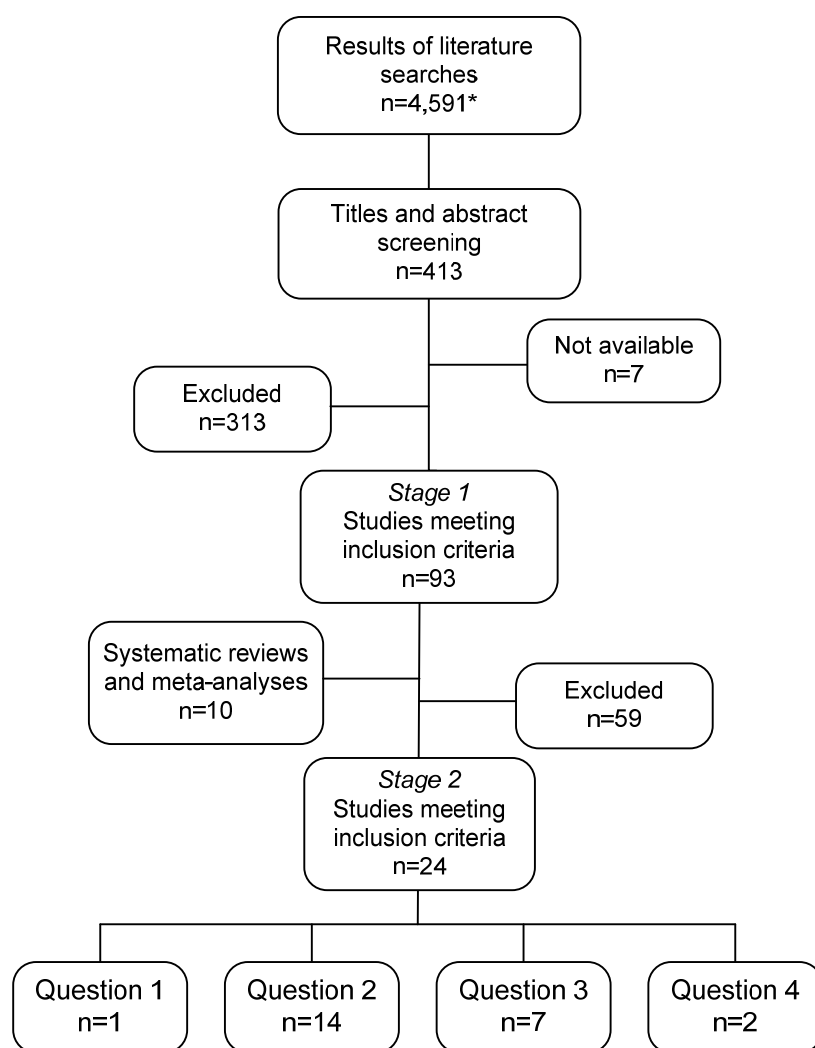 Results of literature
searches
n=4,591*
Titles and abstract
screening
n=413
Not available
n=7
Excluded
n=313
Stage 1
Studies meeting
inclusion criteria
n=93
Systematic reviews
and meta-analyses
n=10
Excluded
n=59
Stage 2
Studies meeting
inclusion criteria
n=24
Question 1
n=1
Question 2
n=14
Question 3
n=7
Question 4
n=2